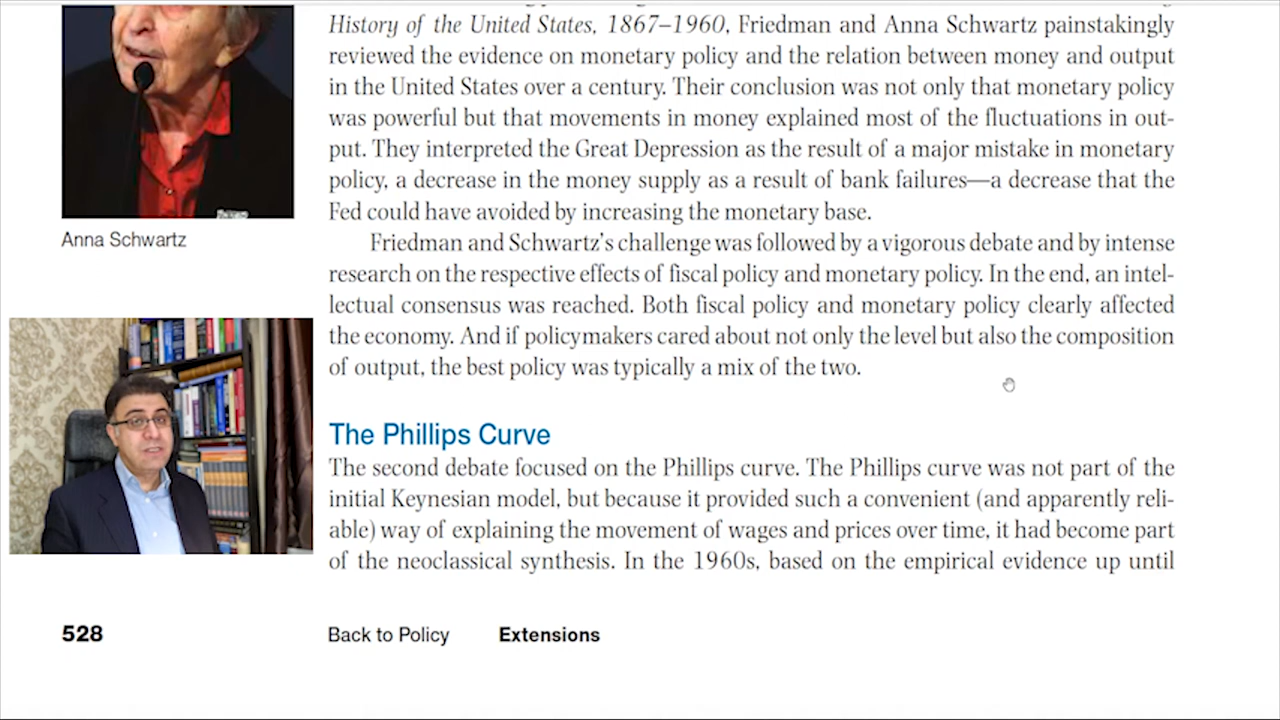 History of the United States, 1867–1960, Friedman and Anna Schwartz painstakingly
reviewed the evidence on monetary policy and the relation between money and output
in the United States over a century. Their conclusion was not only that monetary policy
was powerful but that movements in money explained most of the fluctuations in out-
put. They interpreted the Great Depression as the result of a major mistake in monetary
policy, a decrease in the money supply as a result of bank failures—a decrease that the
Fed could have avoided by increasing the monetary base.
Anna Schwartz
Friedman and Schwartz's challenge was followed by a vigorous debate and by intense
research on the respective effects of fiscal policy and monetary policy. In the end, an intel-
lectual consensus was reached. Both fiscal policy and monetary policy clearly affected
the economy. And if policymakers cared about not only the level but also the composition
of output, the best policy was typically a mix of the two.
The Phillips Curve
The second debate focused on the Phillips curve. The Phillips curve was not part of the
initial Keynesian model, but because it provided such a convenient (and apparently reli-
able) way of explaining the movement of wages and prices over time, it had become part
of the neoclassical synthesis. In the 1960s, based on the empirical evidence up until
528
Back to Policy Extensions